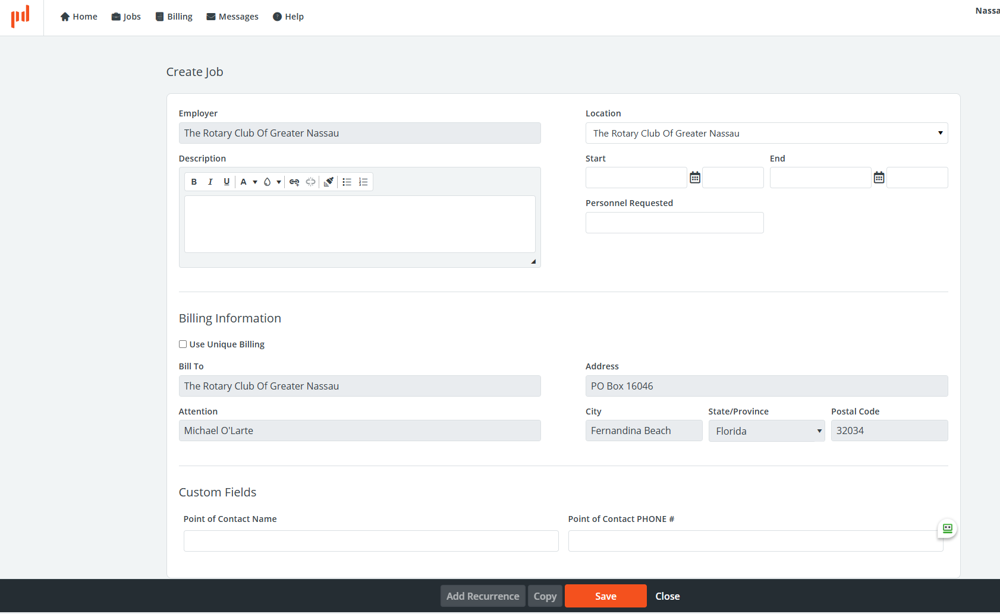 Home Jobs Billing Messages Help
Nassa
Create Job
Employer
The Rotary Club Of Greater Nassau
Location
The Rotary Club Of Greater Nassau
Description
B I U A
Start
End
Personnel Requested
Billing Information
Use Unique Billing
Bill To
The Rotary Club Of Greater Nassau
Address
PO Box 16046
Attention
Michael O'Larte
City
Fernandina Beach
State/Province
Florida
Postal Code
32034
Custom Fields
Point of Contact Name
Point of Contact PHONE #
Add Recurrence Copy Save Close